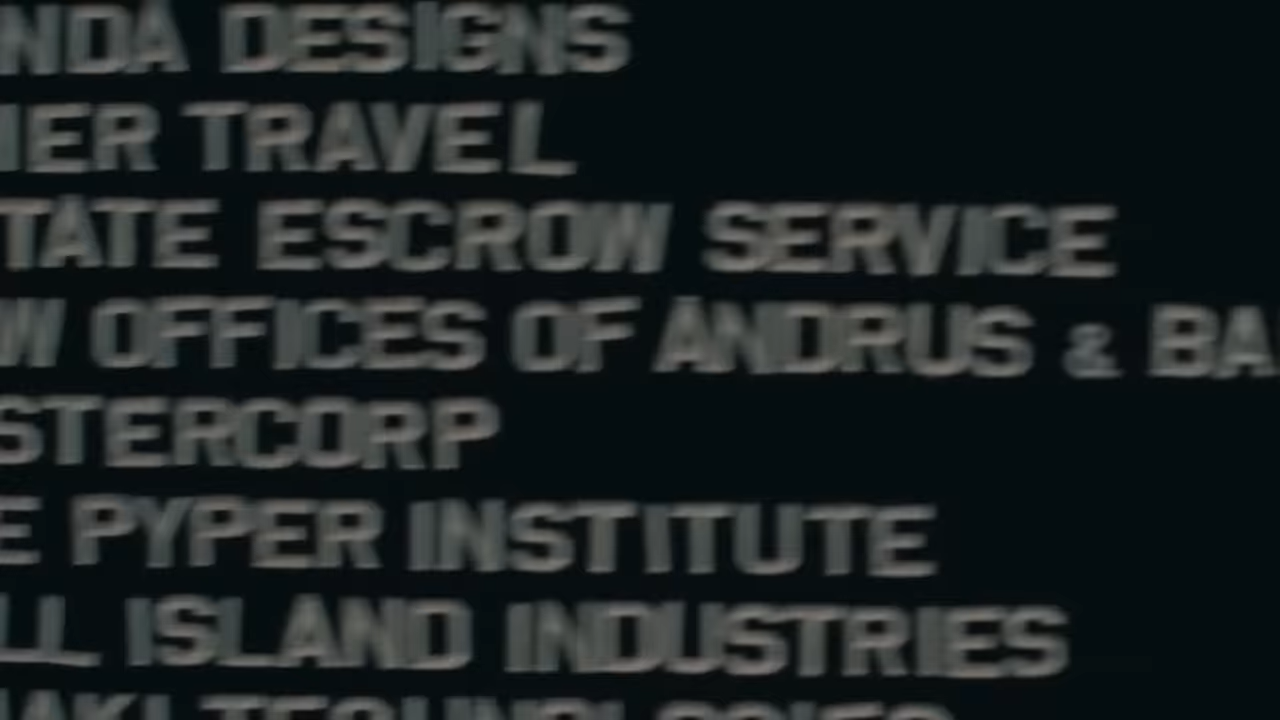 NDA DESIGNS
IER TRAVEL
TATE ESCROW SERVICE
W OFFICES OF ANDRUS & BA
STERCORP
E PYPER INSTITUTE
LL ISLAND INDUSTRIES